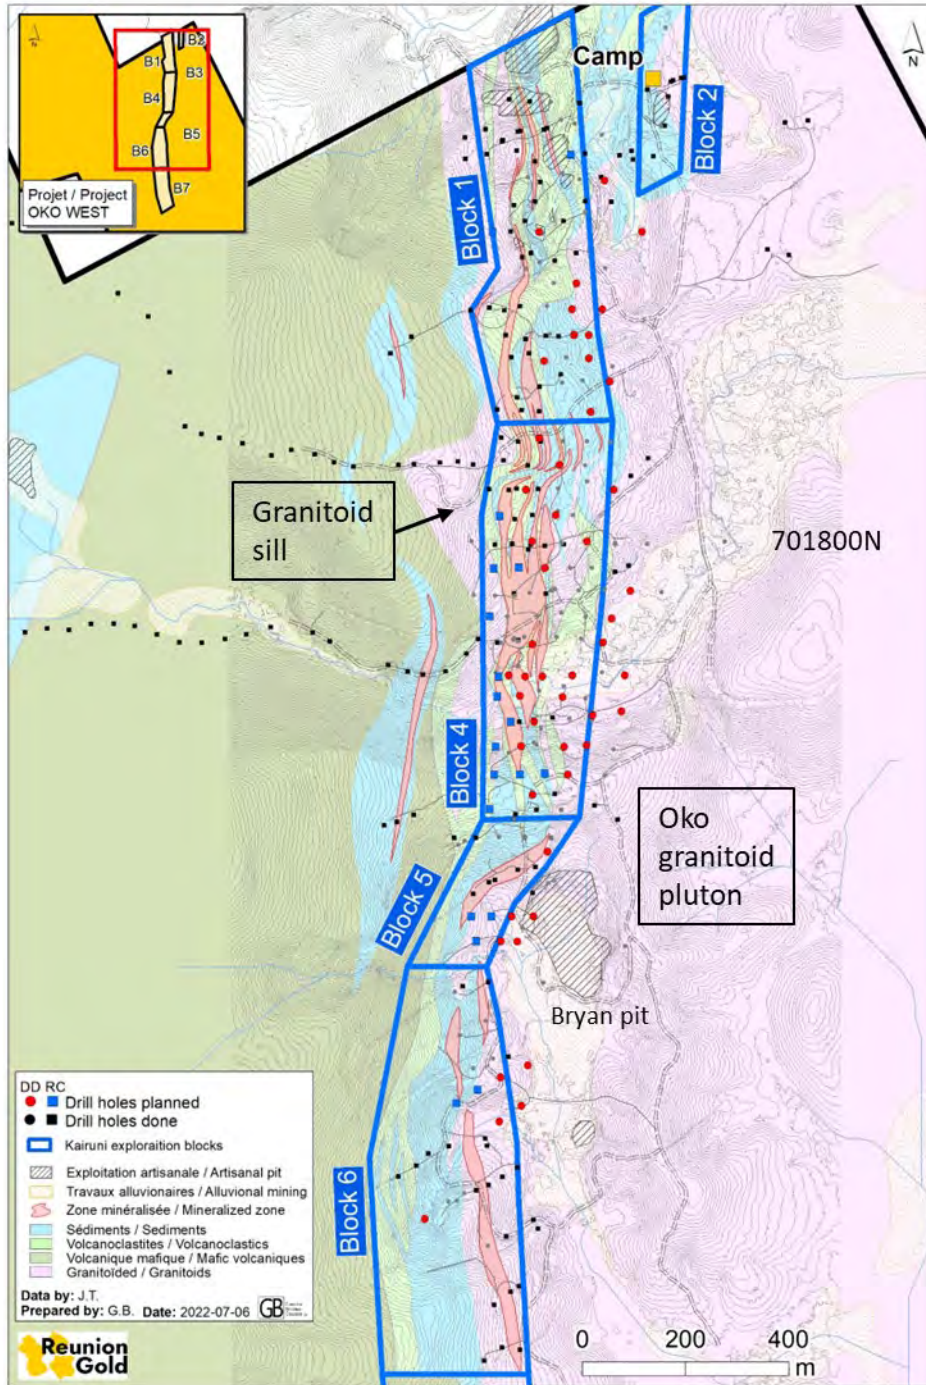 N
B1
B2
B3
B4
B5
B6
B7
Projet / Project
OKO WEST
Camp
N
Block 1
Block 2
Granitoid
sill
701800N
Block 4
Oko
granitoid
pluton
Block 5
Bryan pit
Block 6
DD RC
Drill holes planned
Drill holes done
Kairuni exploraition blocks
Exploitation artisanale / Artisanal pit
Travaux alluvionaires / Alluvional mining
Zone minéralisée / Mineralized zone
Sédiments / Sediments
Volcanoclastites / Volcanoclastics
Volcanique mafique / Mafic volcaniques
Granitoïded / Granitoids
Data by: J.T.
Prepared by: G.B. Date: 2022-07-06 GB
Reunion
Gold
0 200 400
m